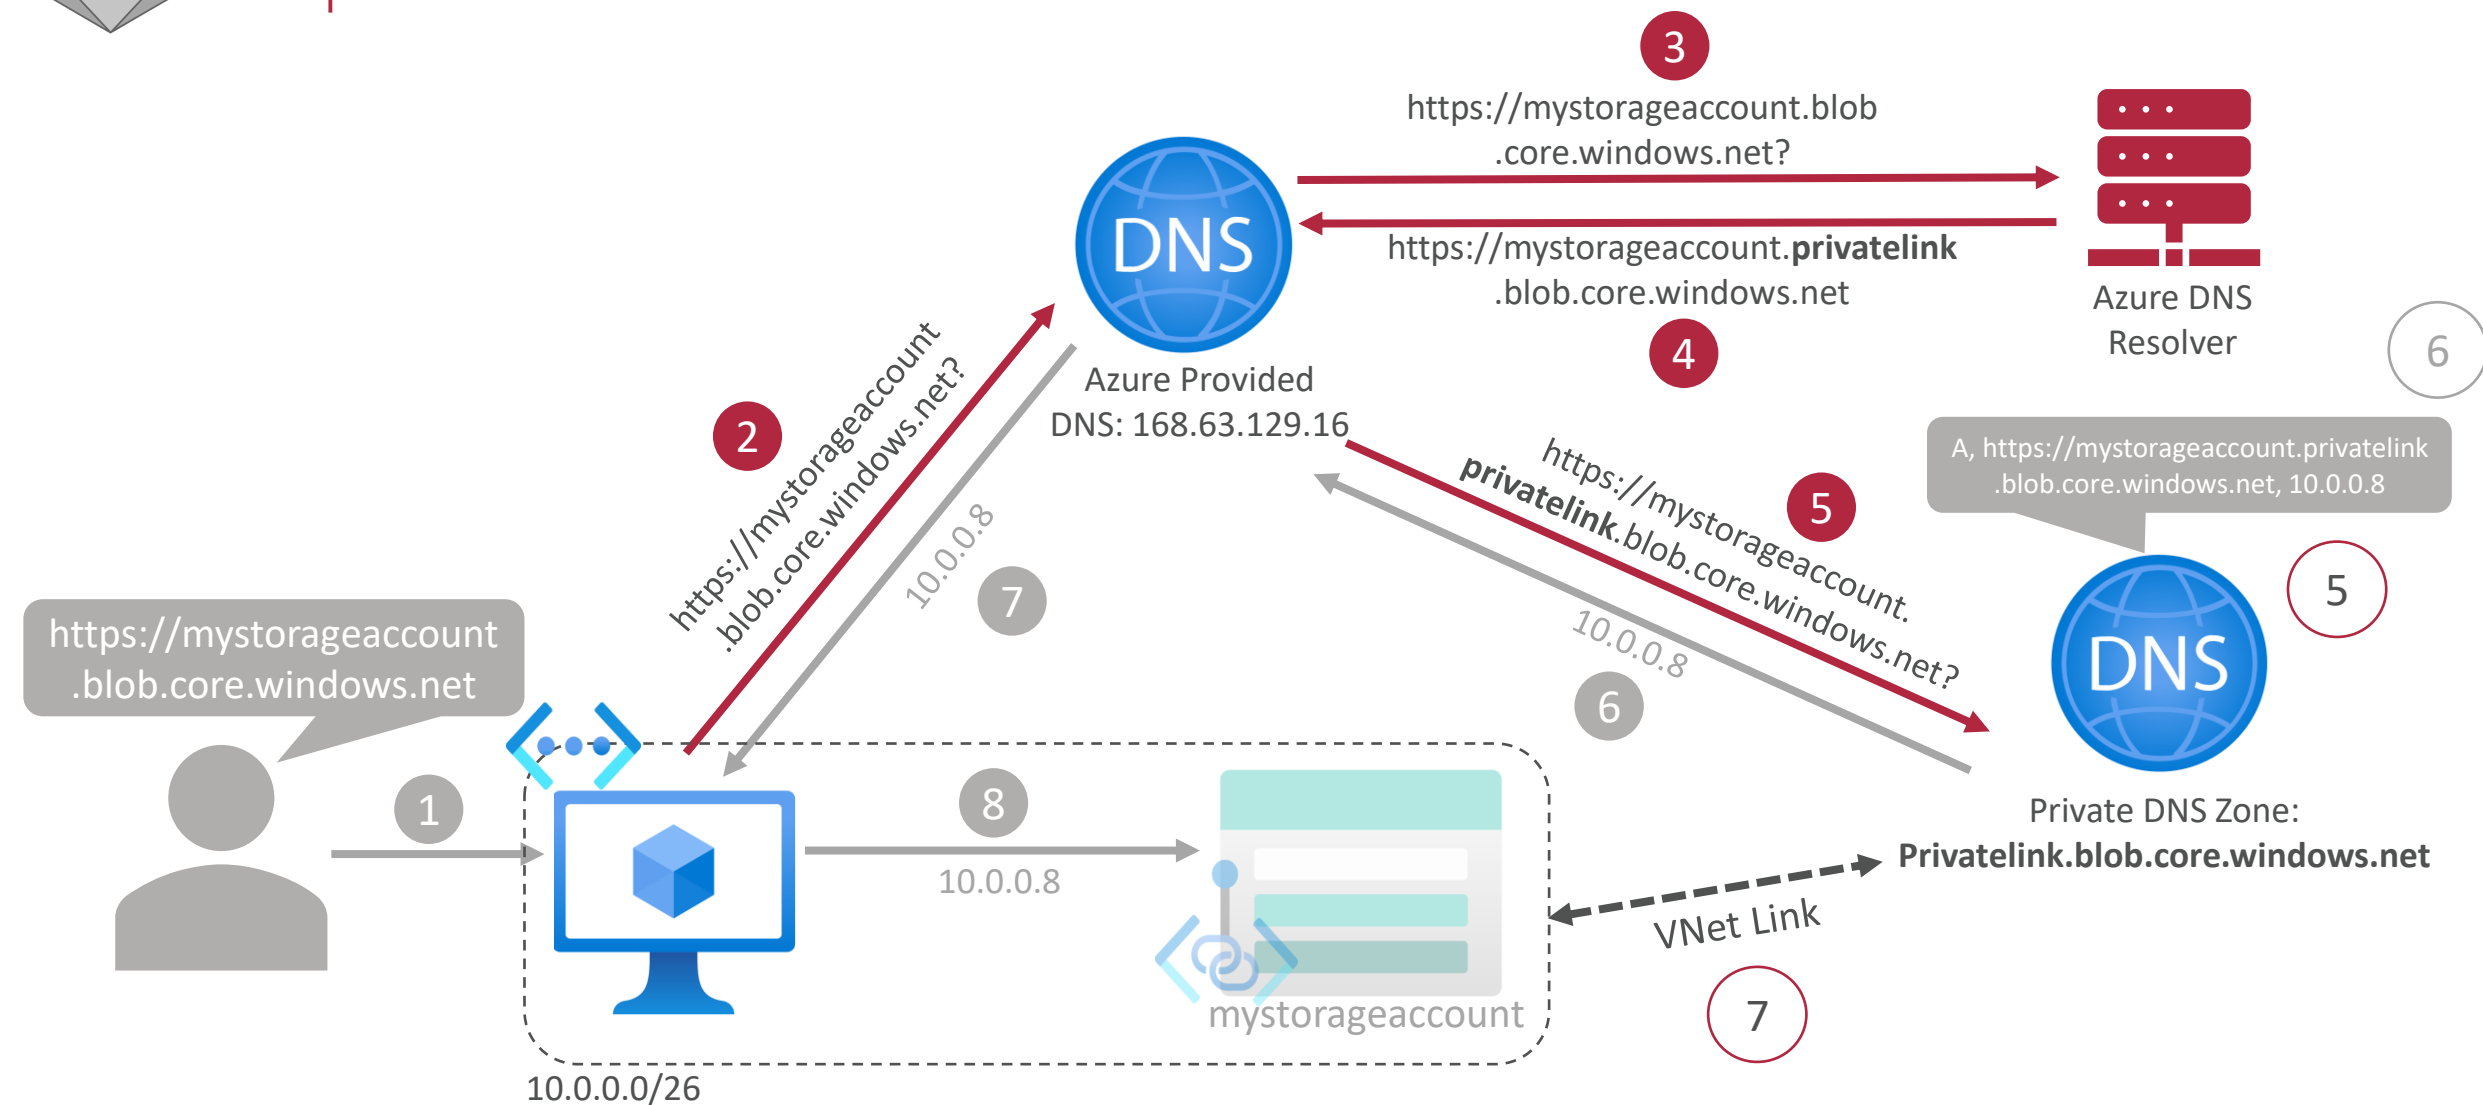 3
https://mystorageaccount.blob
.core.windows.net?
DNS
https://mystorageaccount.privatelink
.blob.core.windows.net
4
Azure DNS
Resolver
6
Azure Provided
DNS: 168.63.129.16
2
https://mystorageaccount
.blob.core.windows.net?
10.0.0.8
7
https://mystorageaccount.
privatelink.blob.core.windows.net?
5
10.0.0.8
6
A, https://mystorageaccount.privatelink
.blob.core.windows.net, 10.0.0.8
5
DNS
Private DNS Zone:
Privatelink.blob.core.windows.net
https://mystorageaccount
.blob.core.windows.net
1
8
10.0.0.8
mystorageaccount
VNet Link
7
10.0.0.0/26